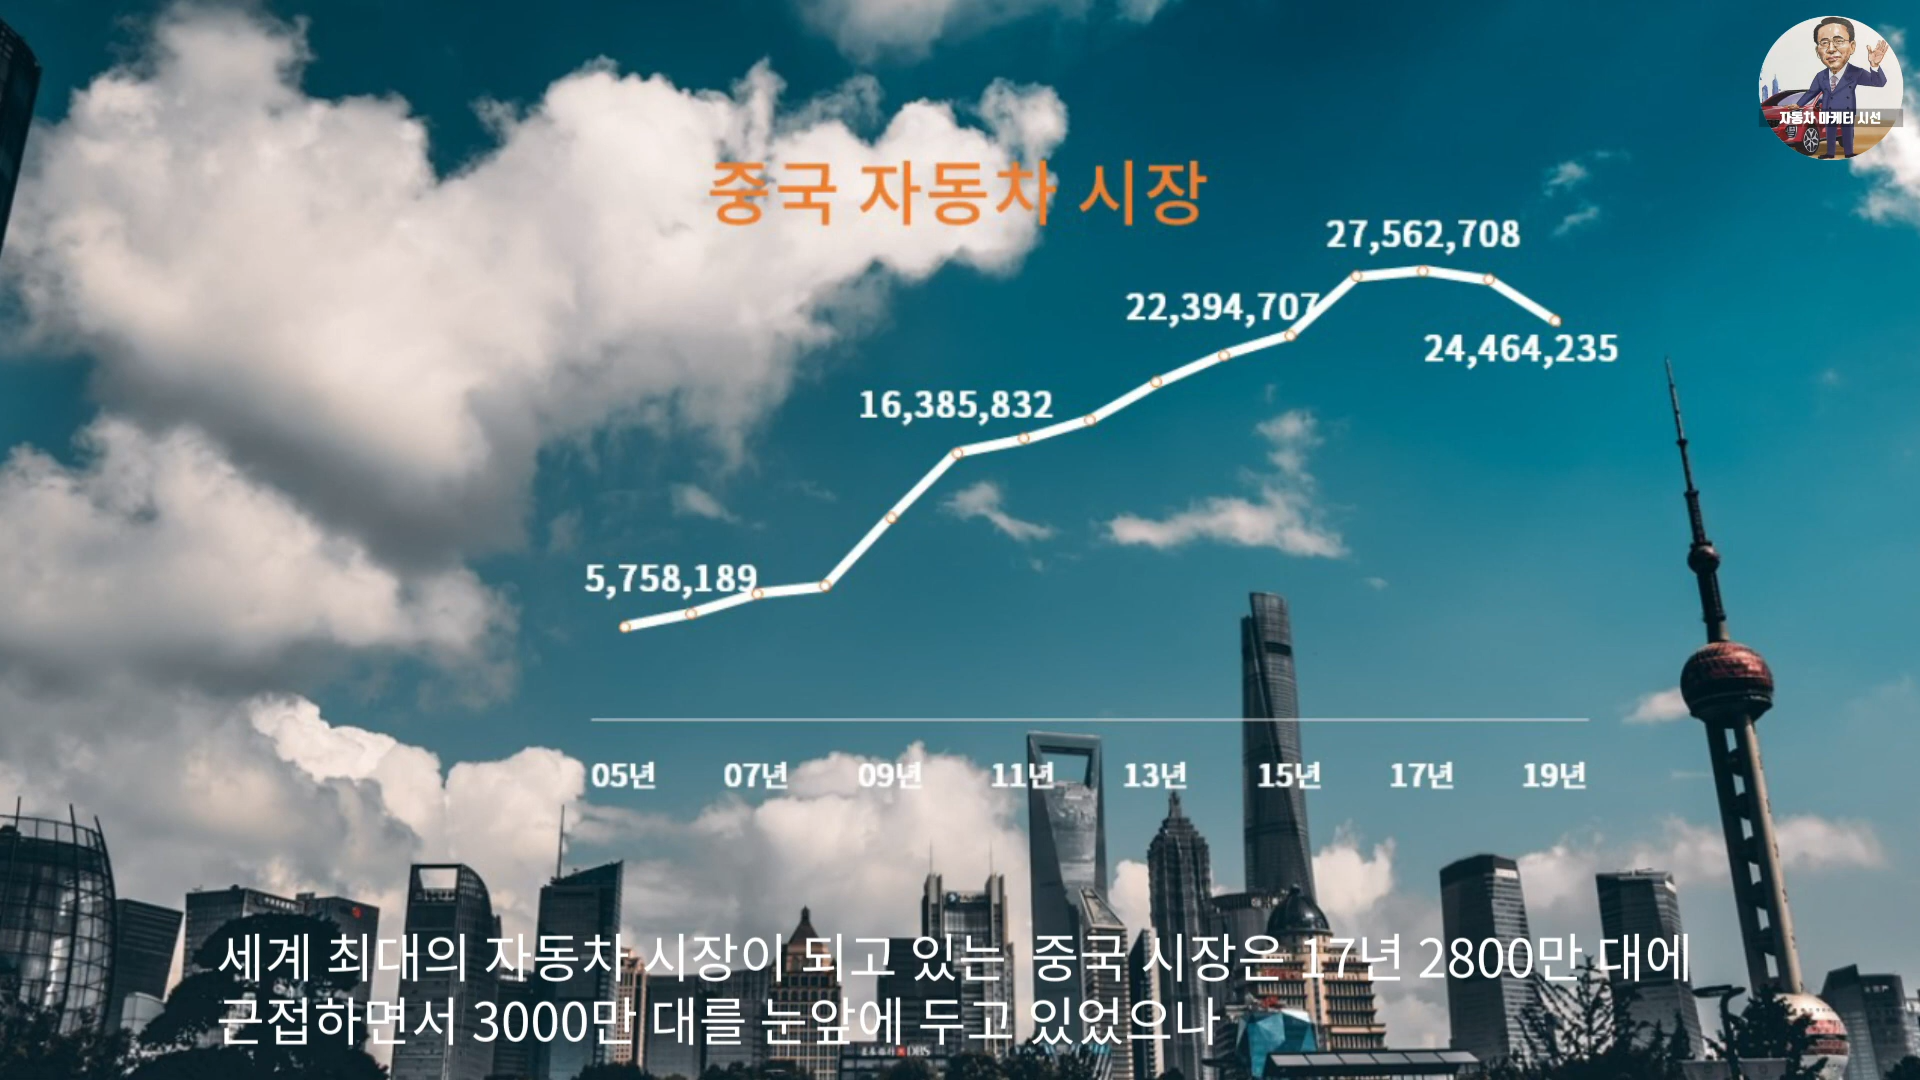 자동차 마케터 시선
중국 자동차 시장
27,562,708
22,394,707
24,464,235
16,385,832
5,758,189
05년 07년 09년 11년 13년 15년 17년 19년
세계 최대의 자동차 시장이 되고 있는 중국 시장은 17년 2800만 대에
근접하면서 3000만 대를 눈앞에 두고 있었으나
DBS